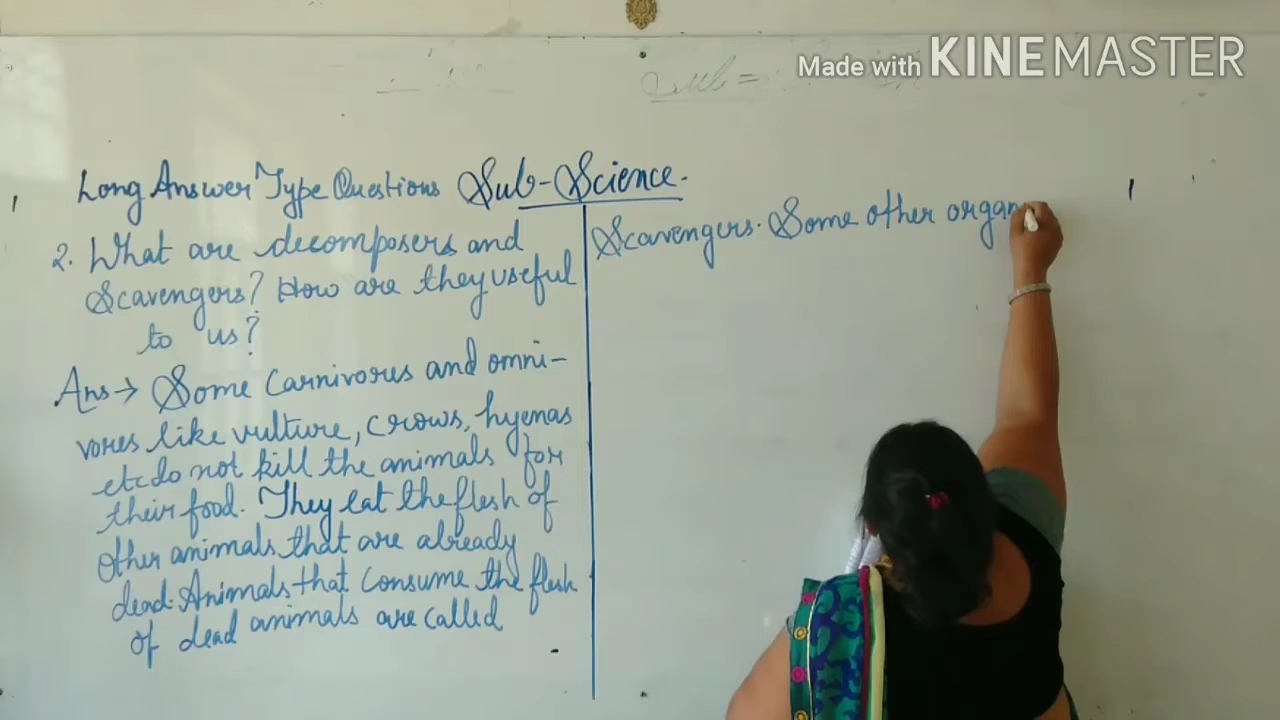 Made with KINEMASTER
Sub =
Long Answer Type Questions Sub-Science.
2. What are decomposers and
Scavengers? How are they useful
to us?
Ans → Some Carnivores and omni-
vores like vulture, crows, hyenas
etc do not kill the animals for
their food. They eat the flesh of
other animals that are already
dead. Animals that consume the flesh
of dead animals are called
Scavengers. Some other organ